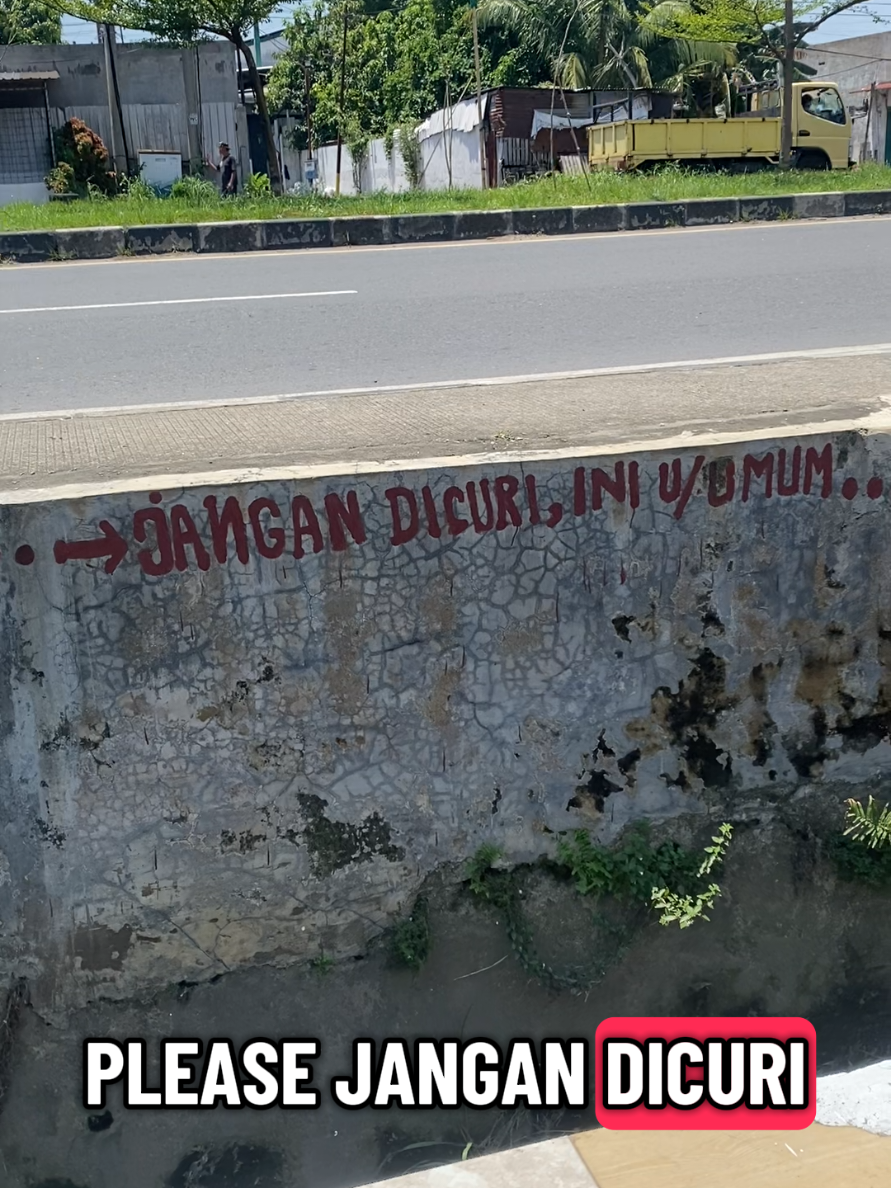 • → JANGAN DICURI, INI U/UMUM..
PLEASE JANGAN DICURI